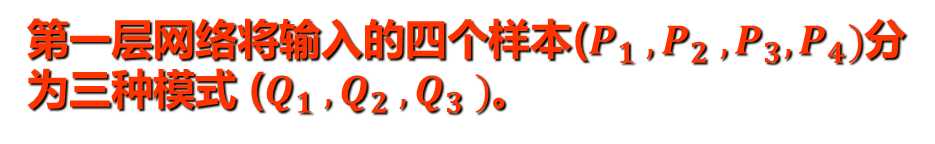 第一层网络将输入的四个样本(P₁ ,P₂ ,P₃,P₄)分
为三种模式 (Q₁ ,Q₂ ,Q₃ )。